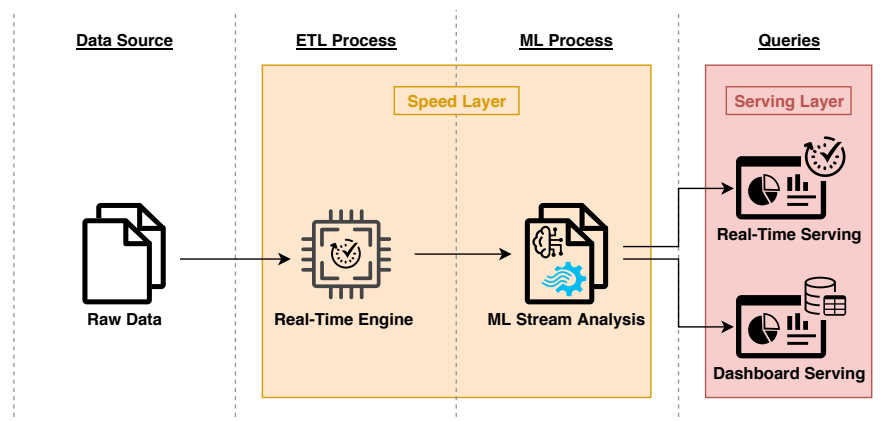 Data Source
ETL Process
ML Process
Queries
Speed Layer
Serving Layer
Real-Time Serving
Raw Data
Real-Time Engine
ML Stream Analysis
Dashboard Serving